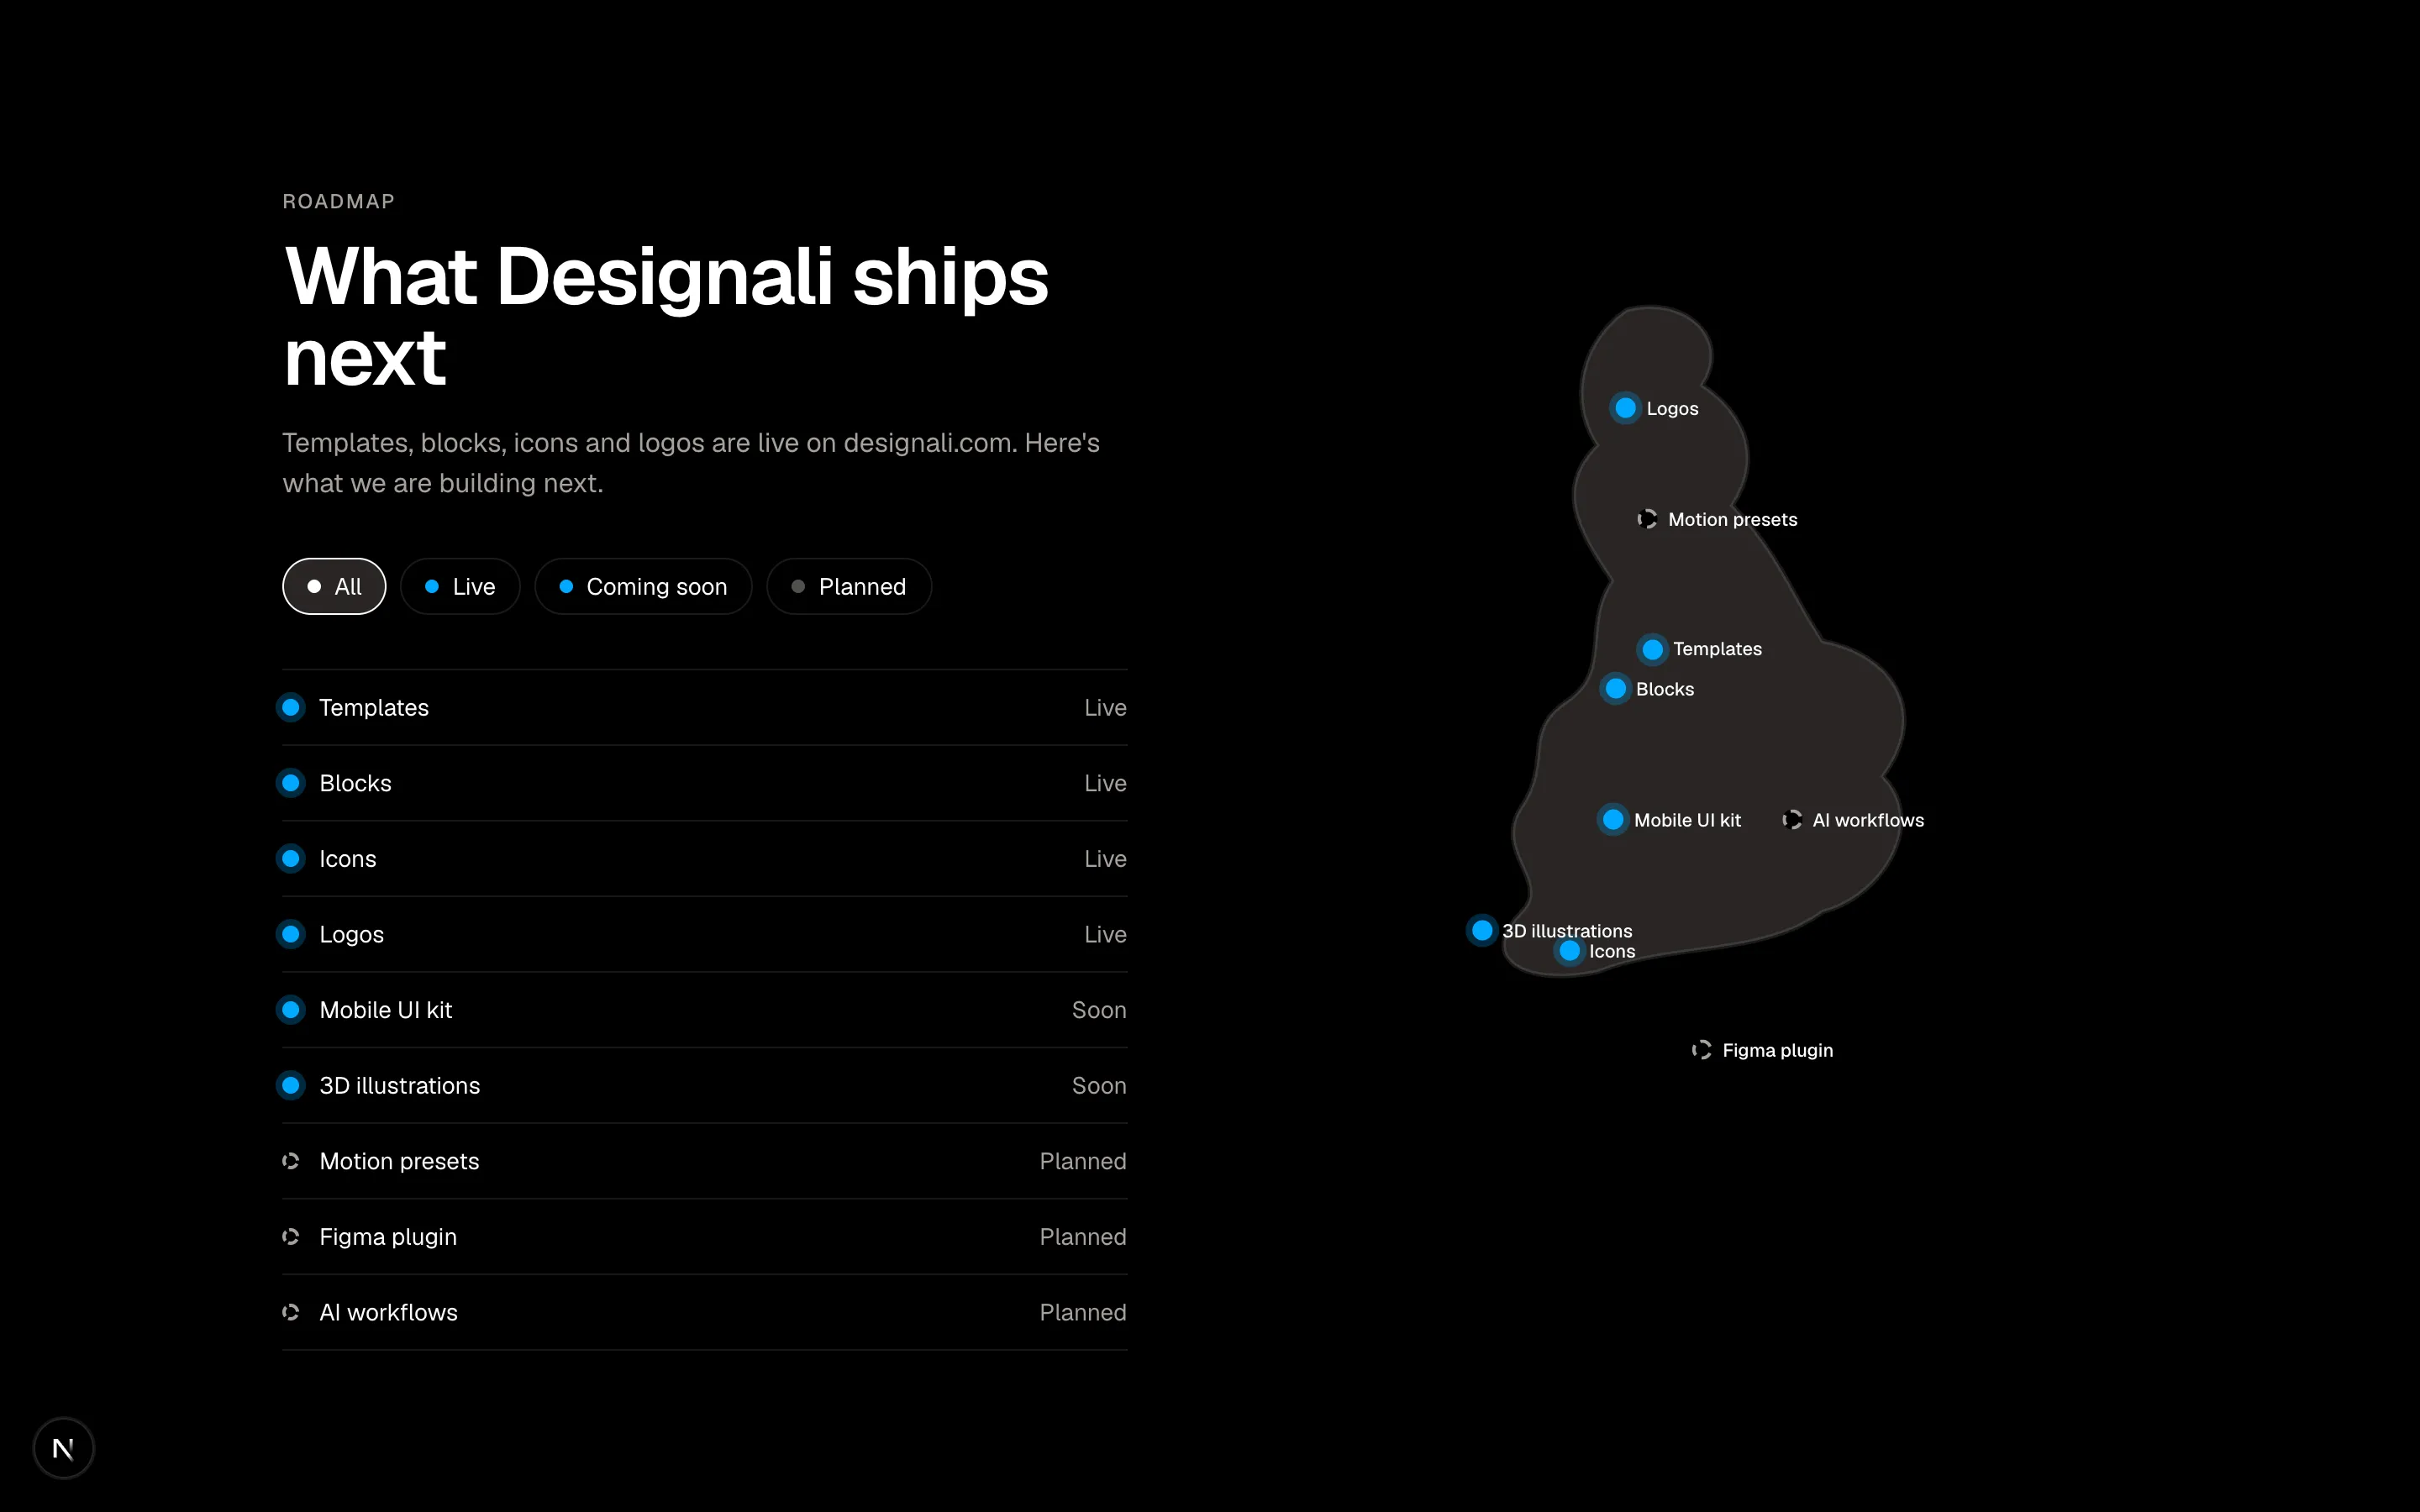 ROADMAP
What Designali ships
next
Templates, blocks, icons and logos are live on designali.com. Here's
what we are building next.
All
Live
Coming soon
Planned
Templates
Live
Blocks
Live
Icons
Live
Logos
Live
Mobile UI kit
Soon
3D illustrations
Soon
Motion presets
Planned
Figma plugin
Planned
AI workflows
Planned
Logos
Motion presets
Templates
Blocks
Mobile UI kit
AI workflows
3D illustrations
Icons
Figma plugin
N